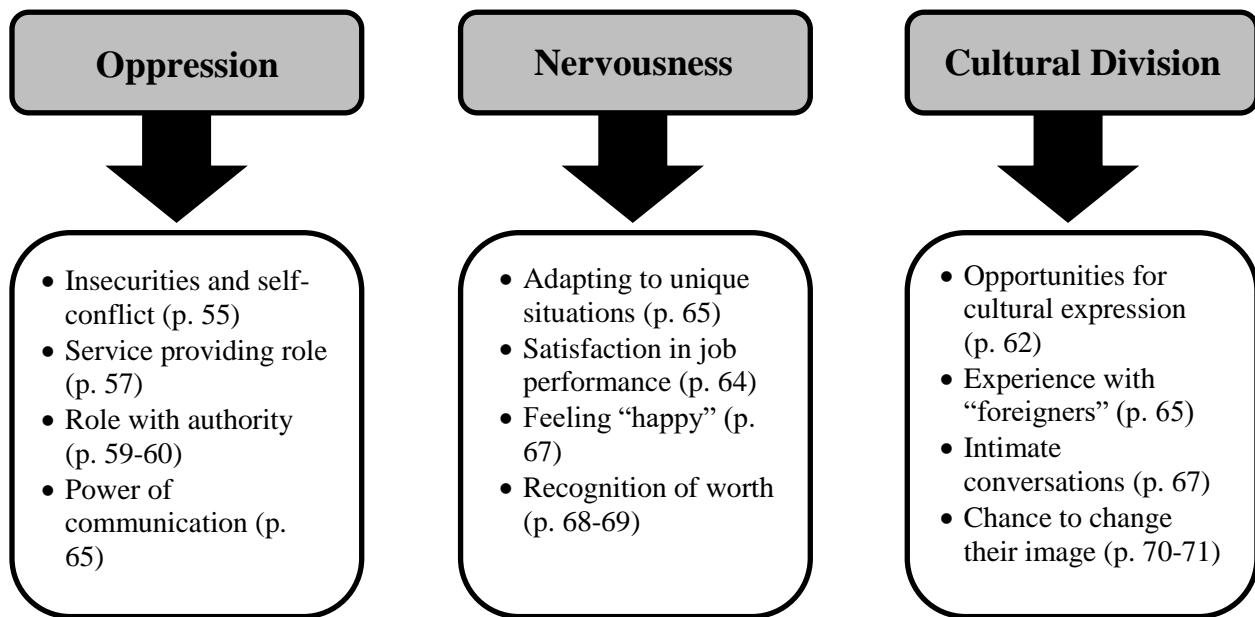 Oppression
• Insecurities and self-
conflict (p. 55)
• Service providing role
(p. 57)
• Role with authority
(p. 59-60)
• Power of
communication (p.
65)
Nervousness
• Adapting to unique
situations (p. 65)
• Satisfaction in job
performance (p. 64)
• Feeling “happy” (p.
67)
• Recognition of worth
(p. 68-69)
Cultural Division
• Opportunities for
cultural expression
(p. 62)
• Experience with
“foreigners” (p. 65)
• Intimate
conversations (p. 67)
• Chance to change
their image (p. 70-71)